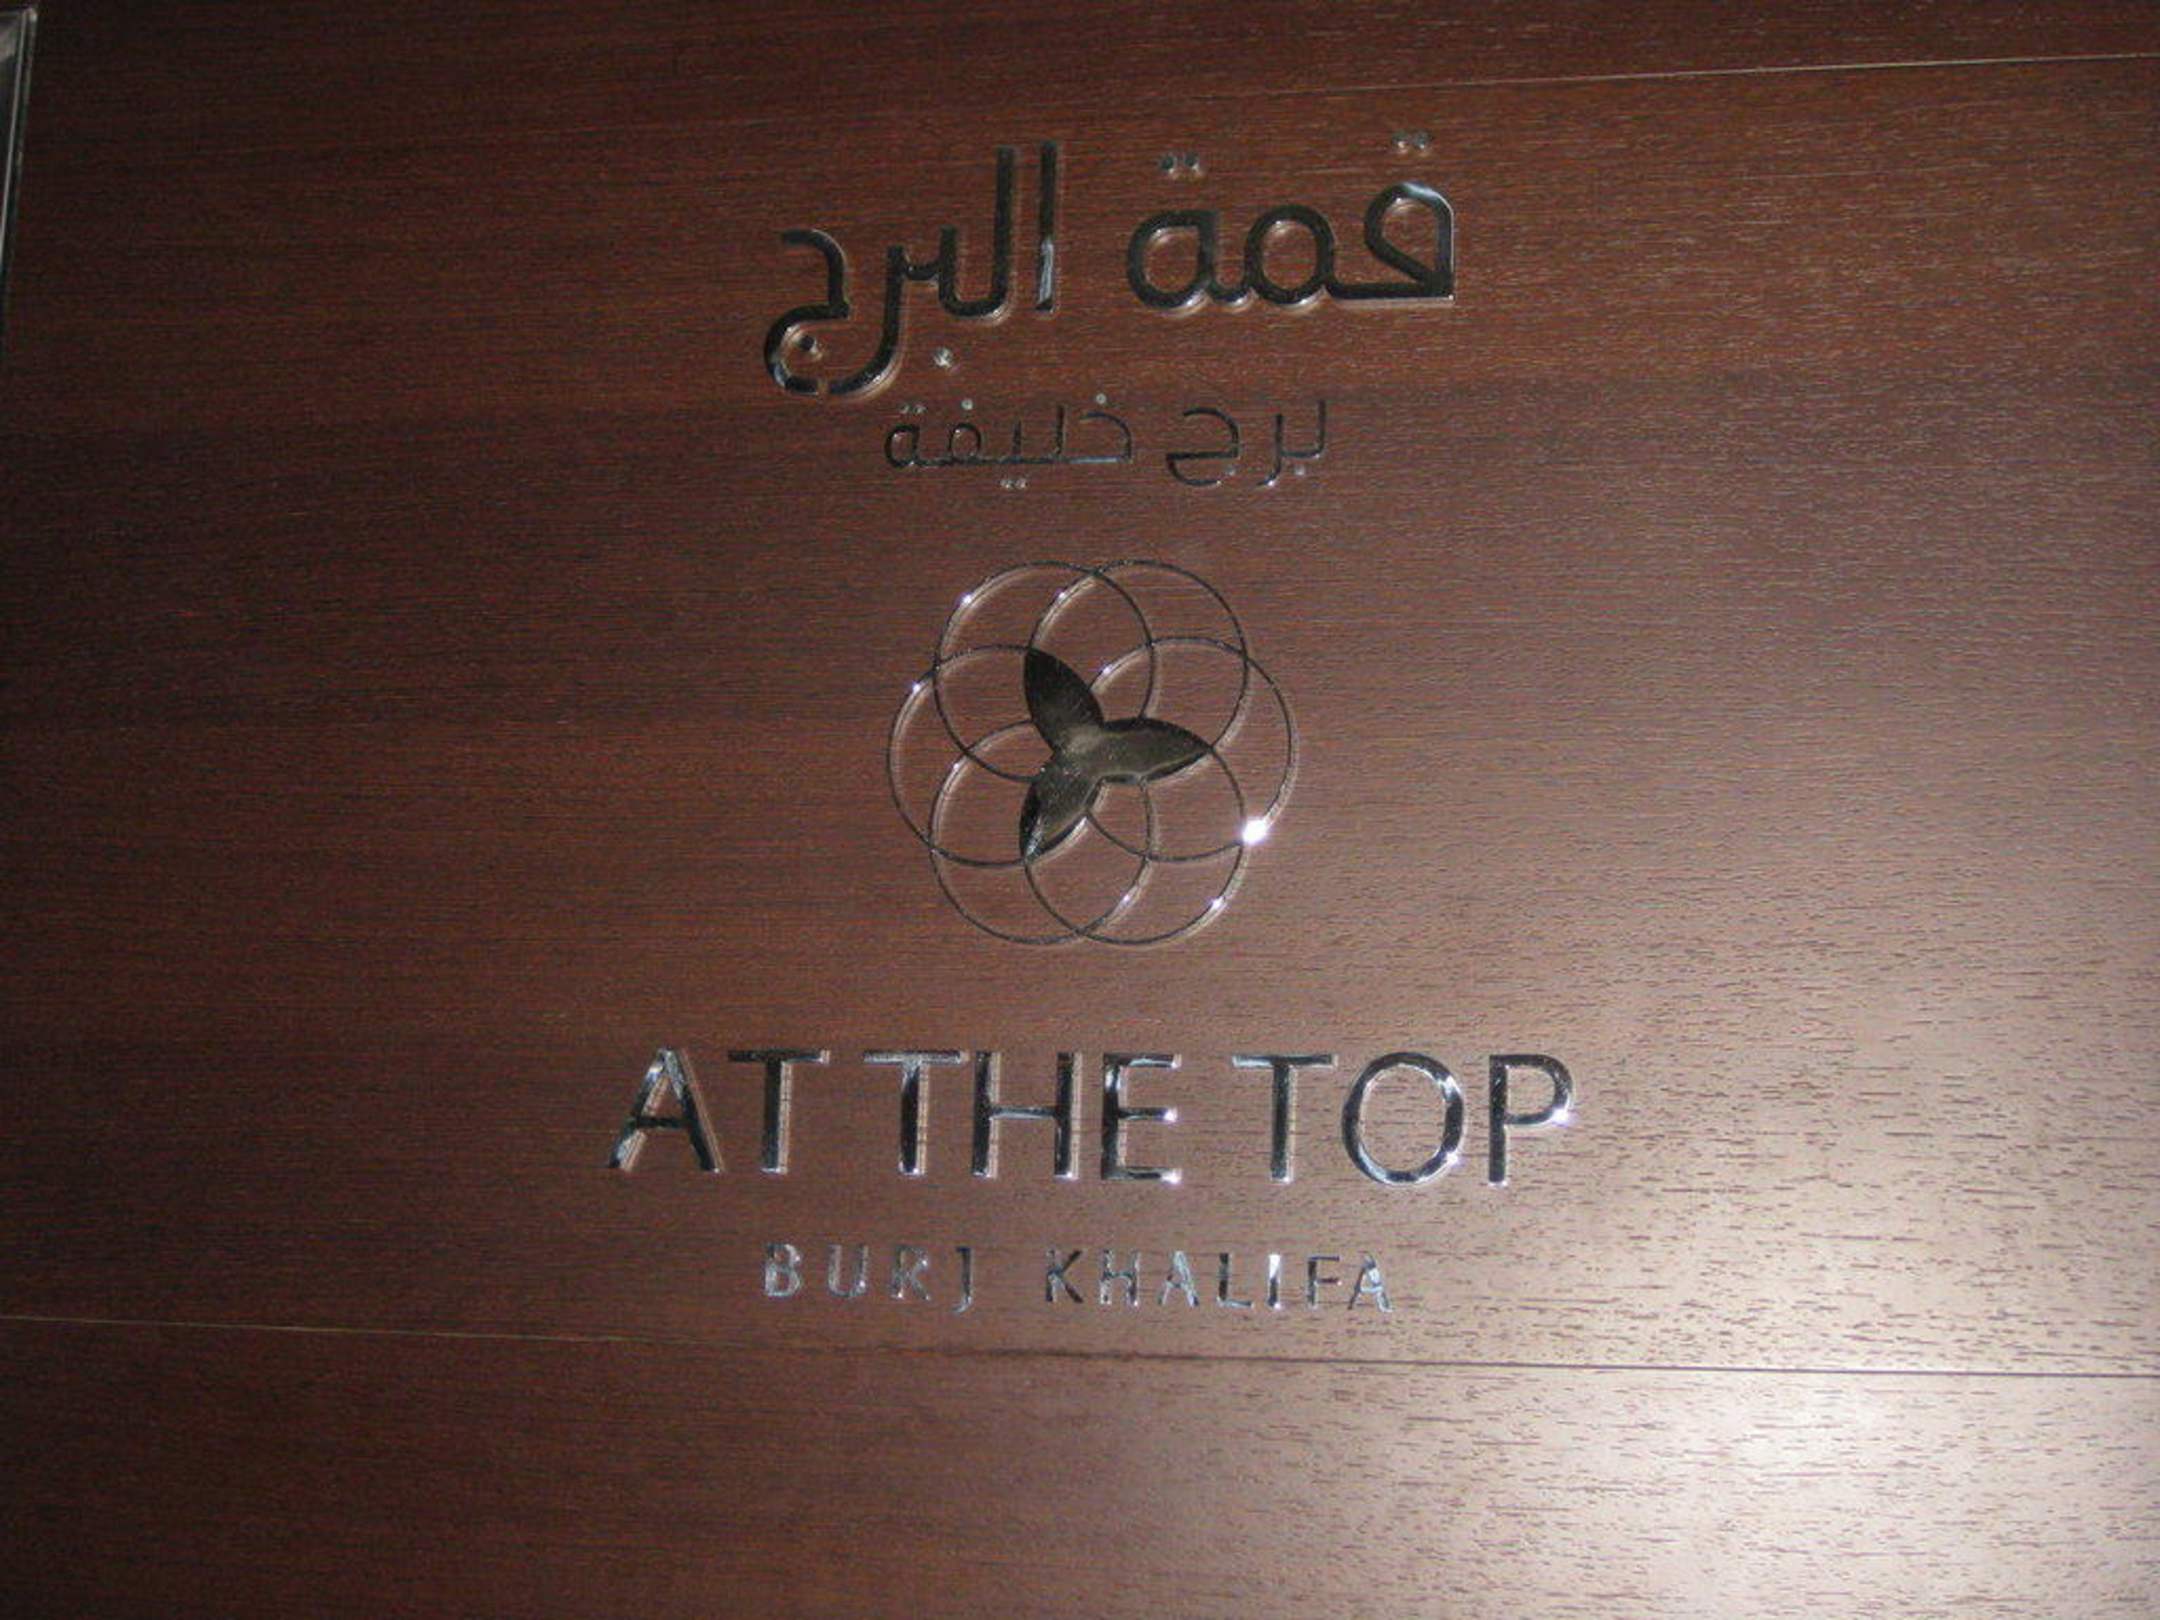 قمة البرج
برج خليفة
AT THE TOP
BURJ KHALIFA